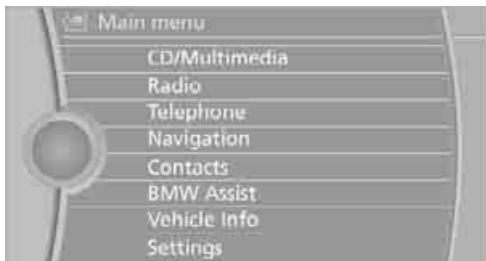 Main menu
CD/Multimedia
Radio
Telephone
Navigation
Contacts
BMW Assist
Vehicle Info
Settings